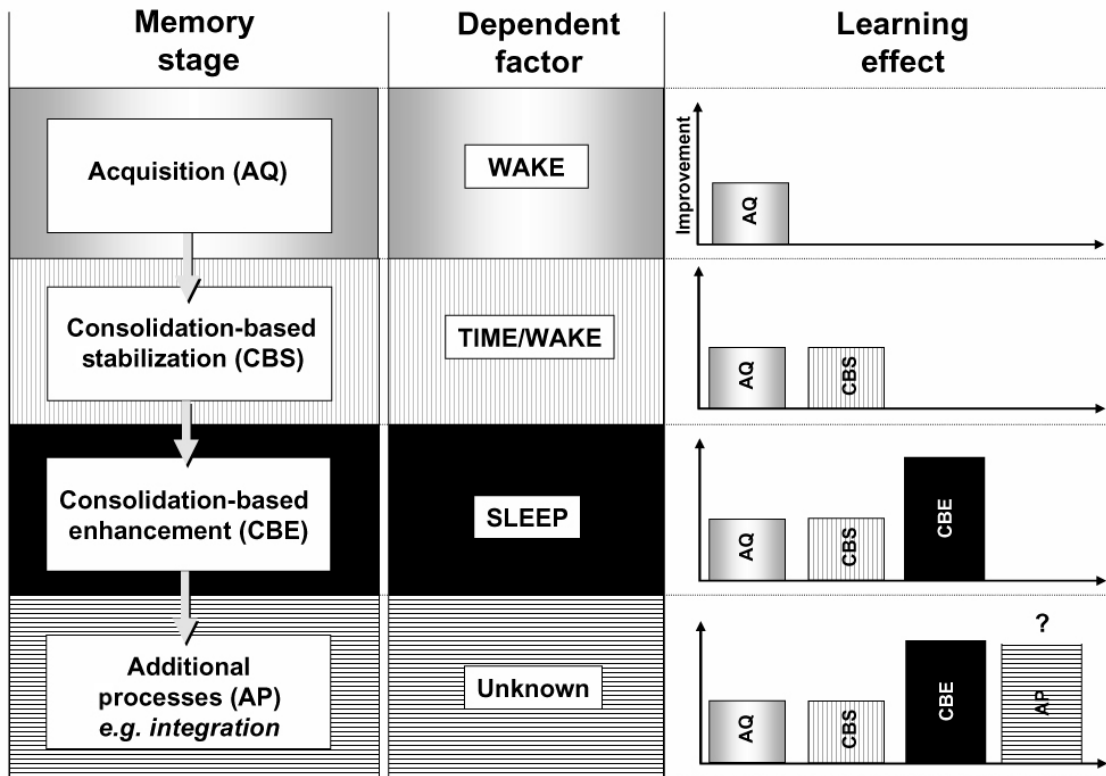 Memory
stage
Dependent
factor
Learning
effect
Acquisition (AQ)
WAKE
Improvement
AQ
Consolidation-based
stabilization (CBS)
TIME/WAKE
AQ
CBS
Consolidation-based
enhancement (CBE)
SLEEP
AQ
CBS
CBE
Additional
processes (AP)
e.g. integration
Unknown
AQ
CBS
CBE
?
AP